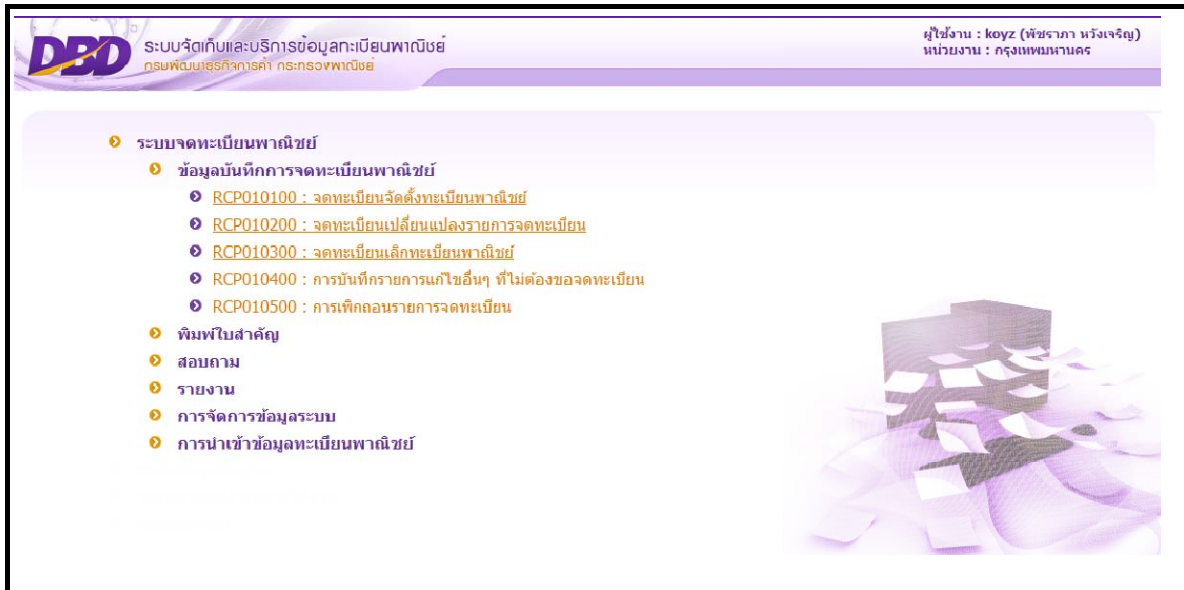 DBD
ระบบจัดเก็บและบริการข้อมูลทะเบียนพาณิชย์
กรมพัฒนาธุรกิจการค้า กระทรวงพาณิชย์
ผู้ใช้งาน : koyz (พัชราภา หวังเจริญ)
หน่วยงาน : กรุงเทพมหานคร
ระบบจดทะเบียนพาณิชย์
ข้อมูลบันทึกการจดทะเบียนพาณิชย์
RCP010100 : จดทะเบียนจัดตั้งทะเบียนพาณิชย์
RCP010200 : จดทะเบียนเปลี่ยนแปลงรายการจดทะเบียน
RCP010300 : จดทะเบียนเลิกทะเบียนพาณิชย์
RCP010400 : การบันทึกรายการแก้ไขอื่นๆ ที่ไม่ต้องขอจดทะเบียน
RCP010500 : การเพิกถอนรายการจดทะเบียน
พิมพ์ใบสำคัญ
สอบถาม
รายงาน
การจัดการข้อมูลระบบ
การนำเข้าข้อมูลทะเบียนพาณิชย์